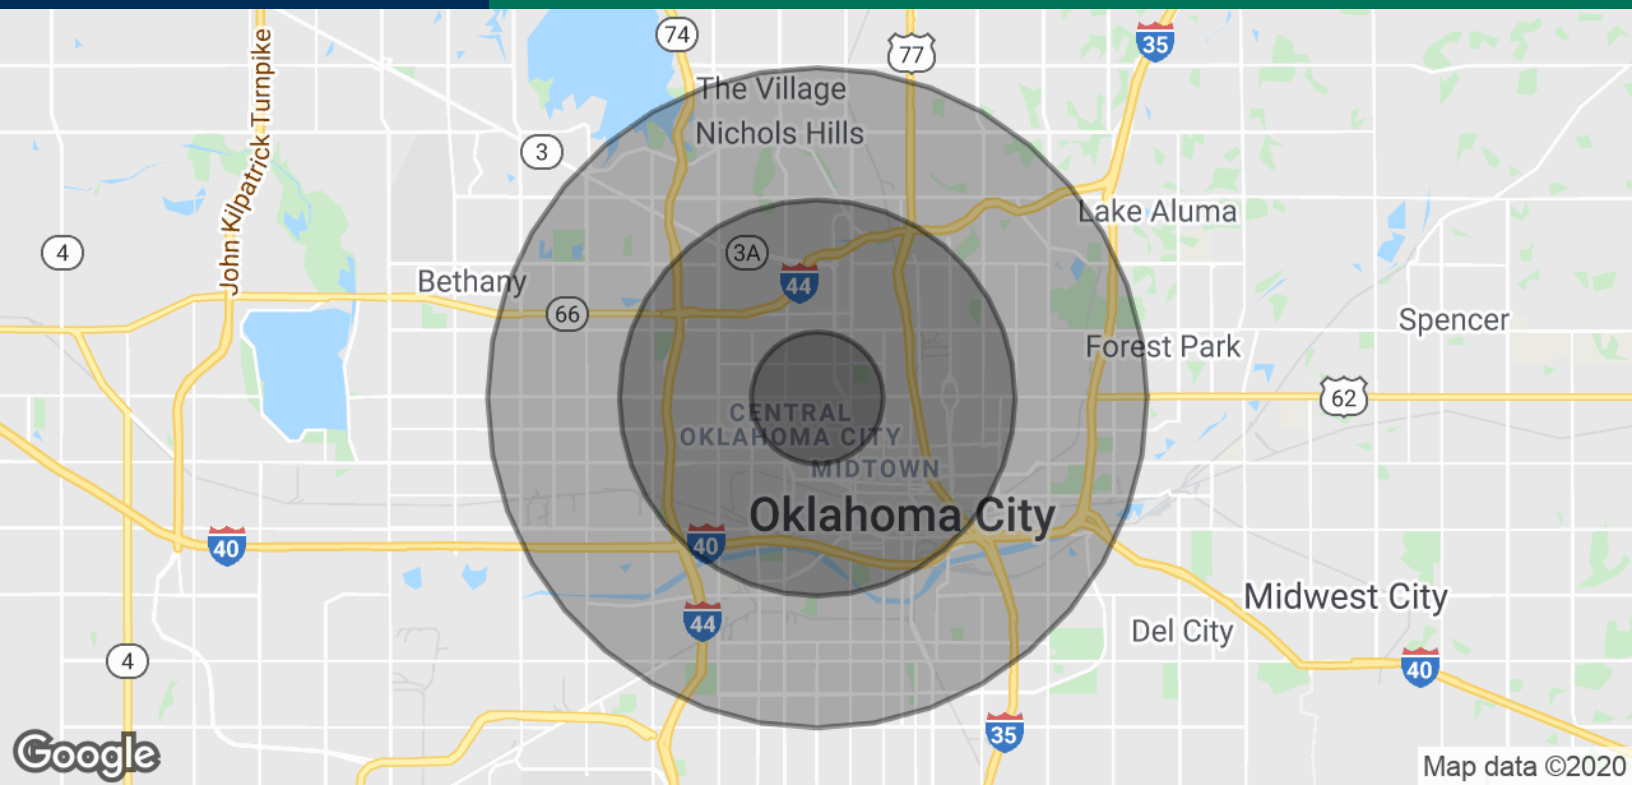 74
77
35
The Village
Nichols Hills
3
John Kilpatrick Turnpike
Lake Aluma
4
3A
Bethany
44
66
Spencer
Forest Park
62
CENTRAL
OKLAHOMA CITY
MIDTOWN
Oklahoma City
40
40
Midwest City
44
Del City
4
40
35
Google
Map data ©2020